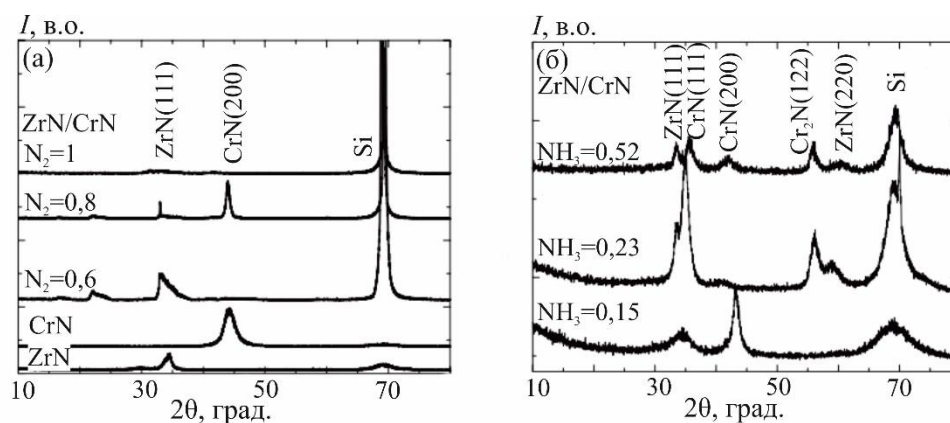 I, в.о.
(а)
ZrN/CrN
N₂=1
N₂=0,8
N₂=0,6
CrN
ZrN
ZrN(111)
CrN(200)
Si
10 30 50 70
2θ, град.
I, в.о.
(б)
ZrN/CrN
NH₃=0,52
NH₃=0,23
NH₃=0,15
ZrN(111)
CrN(111)
CrN(200)
Cr₂N(122)
ZrN(220)
Si
10 30 50 70
2θ, град.